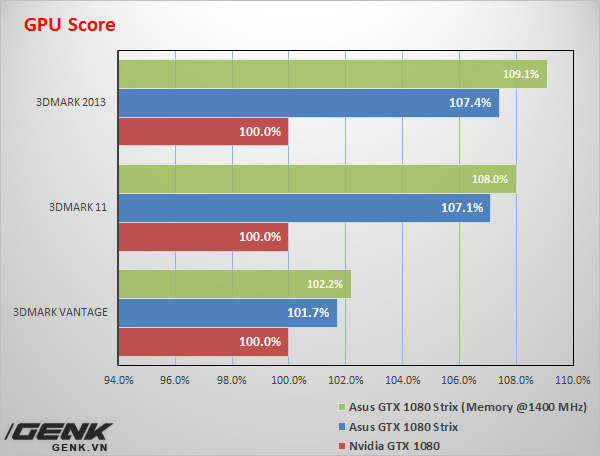 GPU Score
3DMARK 2013
109.1%
107.4%
100.0%
3DMARK 11
108.0%
107.1%
100.0%
3DMARK VANTAGE
102.2%
101.7%
100.0%
94.0% 96.0% 98.0% 100.0% 102.0% 104.0% 106.0% 108.0% 110.0%
Asus GTX 1080 Strix (Memory @1400 MHz)
Asus GTX 1080 Strix
Nvidia GTX 1080
GENK
GENK.VN